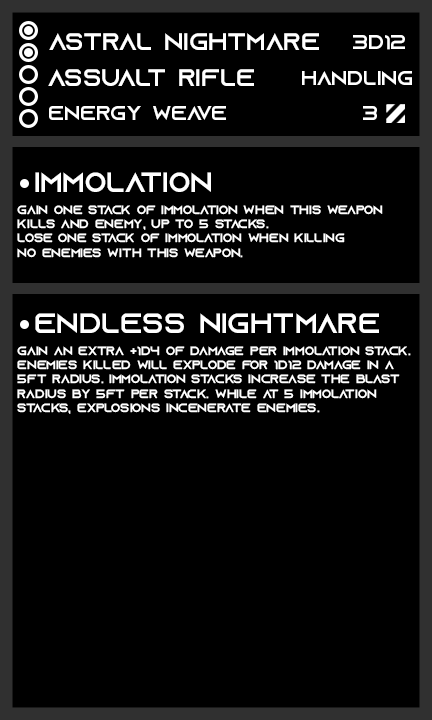 ASTRAL NIGHTMARE 3D12
ASSUALT RIFLE HANDLING
ENERGY WEAVE 3
•IMMOLATION
GAIN ONE STACK OF IMMOLATION WHEN THIS WEAPON
KILLS AND ENEMY, UP TO 5 STACKS.
LOSE ONE STACK OF IMMOLATION WHEN KILLING
NO ENEMIES WITH THIS WEAPON.
•ENDLESS NIGHTMARE
GAIN AN EXTRA +1D4 OF DAMAGE PER IMMOLATION STACK.
ENEMIES KILLED WILL EXPLODE FOR 1D12 DAMAGE IN A
5FT RADIUS. IMMOLATION STACKS INCREASE THE BLAST
RADIUS BY 5FT PER STACK. WHILE AT 5 IMMOLATION
STACKS, EXPLOSIONS INCENERATE ENEMIES.